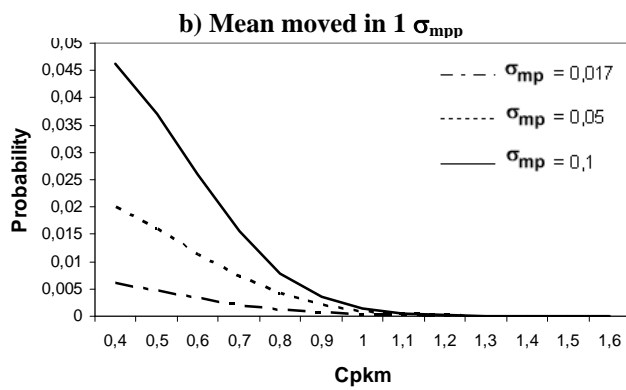 b) Mean moved in 1 σmpp
0,05
0,045
0,04
0,035
0,03
0,025
0,02
0,015
0,01
0,005
0
Probability
σmp = 0,017
σmp = 0,05
σmp = 0,1
0,4 0,5 0,6 0,7 0,8 0,9 1 1,1 1,2 1,3 1,4 1,5 1,6
Cpkm